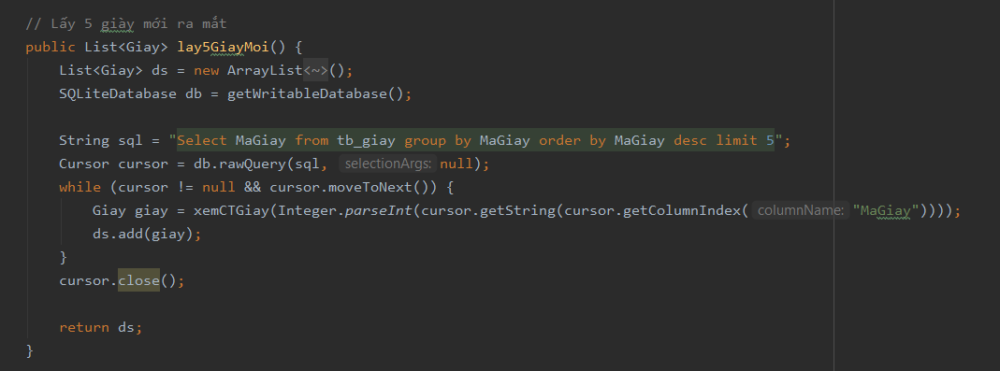 // Lấy 5 giày mới ra mắt
public List<Giay> lay5GiayMoi() {
List<Giay> ds = new ArrayList<~>();
SQLiteDatabase db = getWritableDatabase();
String sql = "Select MaGiay from tb_giay group by MaGiay order by MaGiay desc limit 5";
Cursor cursor = db.rawQuery(sql, selectionArgs: null);
while (cursor != null && cursor.moveToNext()) {
Giay giay = xemCTGiay(Integer.parseInt(cursor.getString(cursor.getColumnIndex( columnName: "MaGiay"))));
ds.add(giay);
}
cursor.close();
return ds;
}